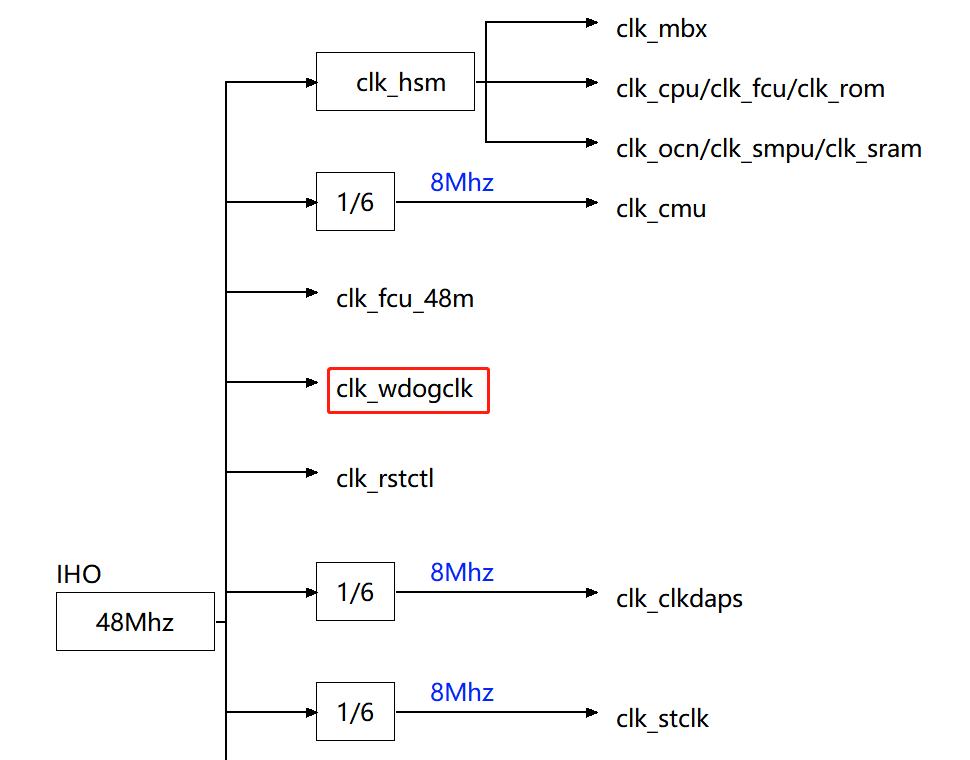 clk_mbx
clk_hsm
clk_cpu/clk_fcu/clk_rom
clk_ocn/clk_smpu/clk_sram
8Mhz
1/6
clk_cmu
clk_fcu_48m
clk_wdogclk
clk_rstctl
IHO
48Mhz
8Mhz
1/6
clk_clkdaps
8Mhz
1/6
clk_stclk